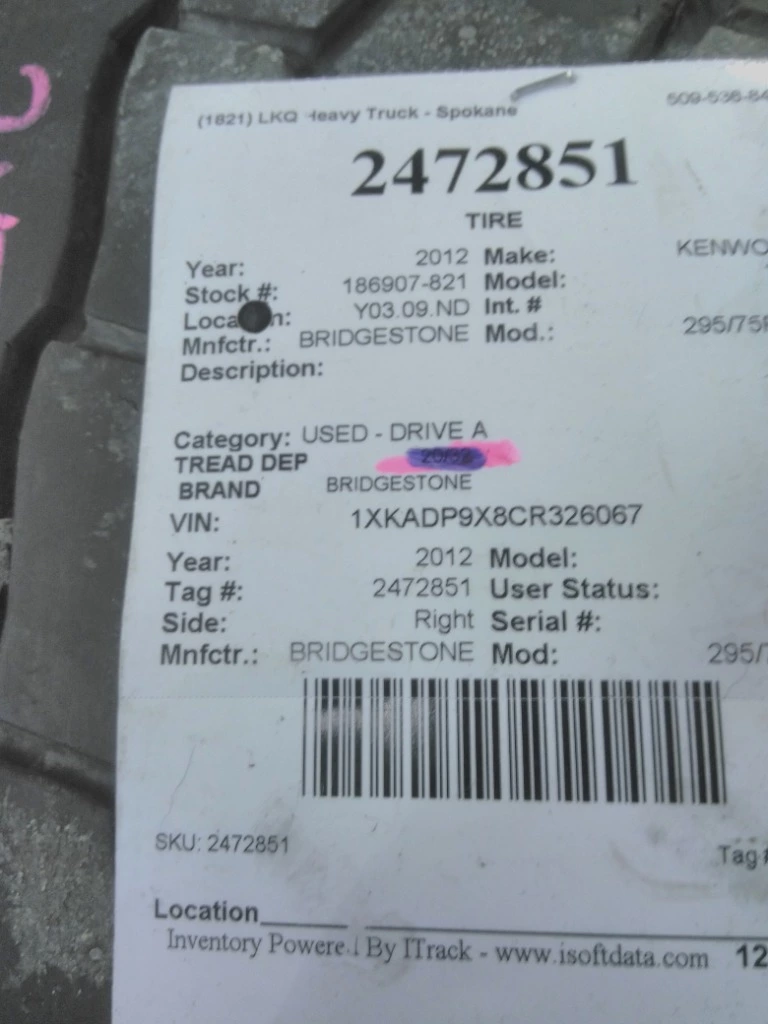 (1821) LKQ Heavy Truck - Spokane 509-536-84
2472851
TIRE
Year: 2012 Make: KENWO
Stock #: 186907-821 Model:
Location: Y03.09.ND Int. #
Mnfctr.: BRIDGESTONE Mod.: 295/75R
Description:
Category: USED - DRIVE A
TREAD DEP
BRAND BRIDGESTONE
VIN: 1XKADP9X8CR326067
Year: 2012 Model:
Tag #: 2472851 User Status:
Side: Right Serial #:
Mnfctr.: BRIDGESTONE Mod: 295/7
SKU: 2472851 Tag #
Location
Inventory Powered By ITrack - www.isoftdata.com 12